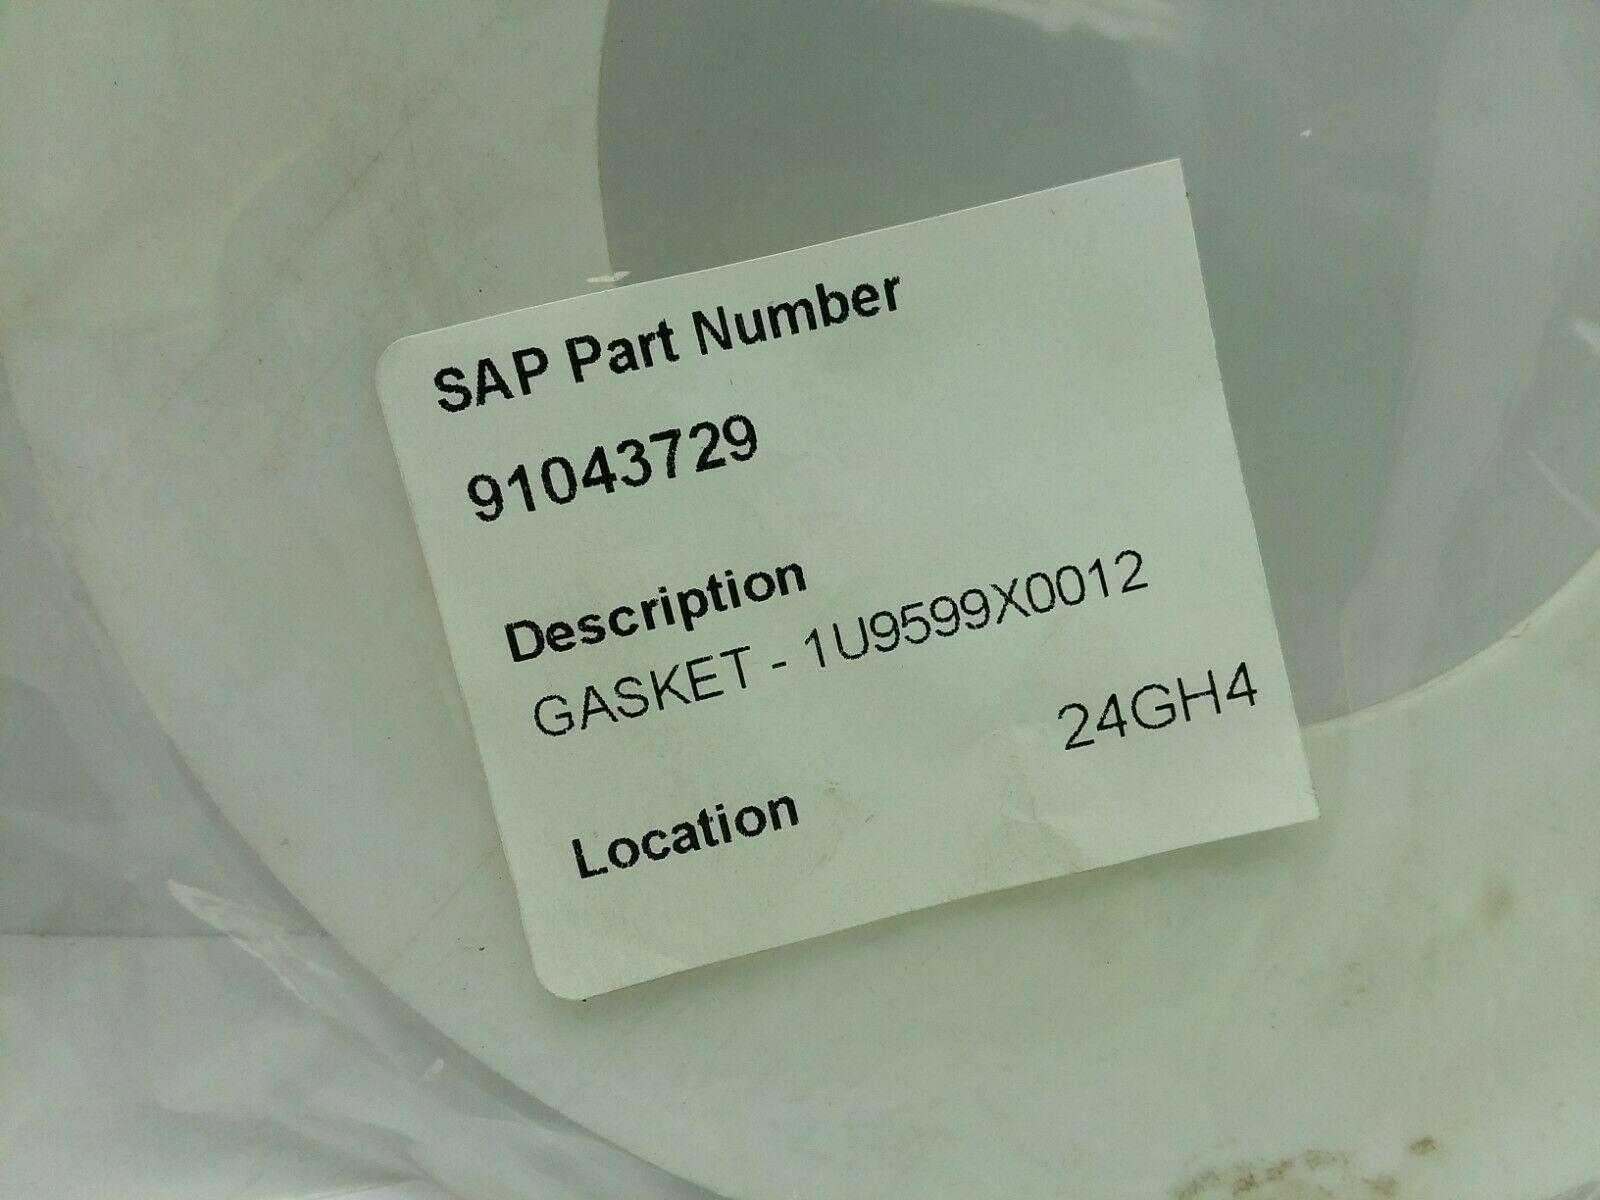 SAP Part Number
91043729
Description
GASKET - 1U9599X0012
24GH4
Location